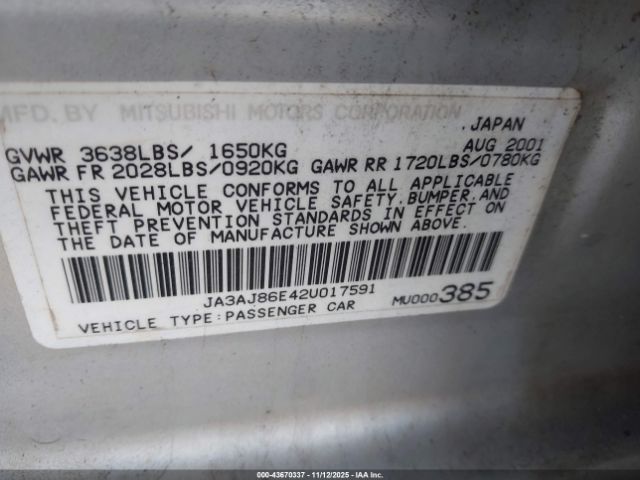 MFD. BY MITSUBISHI MOTORS CORPORATION
JAPAN
GVWR 3638LBS/ 1650KG AUG 2001
GAWR FR 2028LBS/0920KG GAWR RR 1720LBS/0780KG
THIS VEHICLE CONFORMS TO ALL APPLICABLE
FEDERAL MOTOR VEHICLE SAFETY, BUMPER, AND
THEFT PREVENTION STANDARDS IN EFFECT ON
THE DATE OF MANUFACTURE SHOWN ABOVE.
JA3AJ86E42U017591
VEHICLE TYPE:PASSENGER CAR MU000385
000-43670337 - 11/12/2025 - IAAI.COM